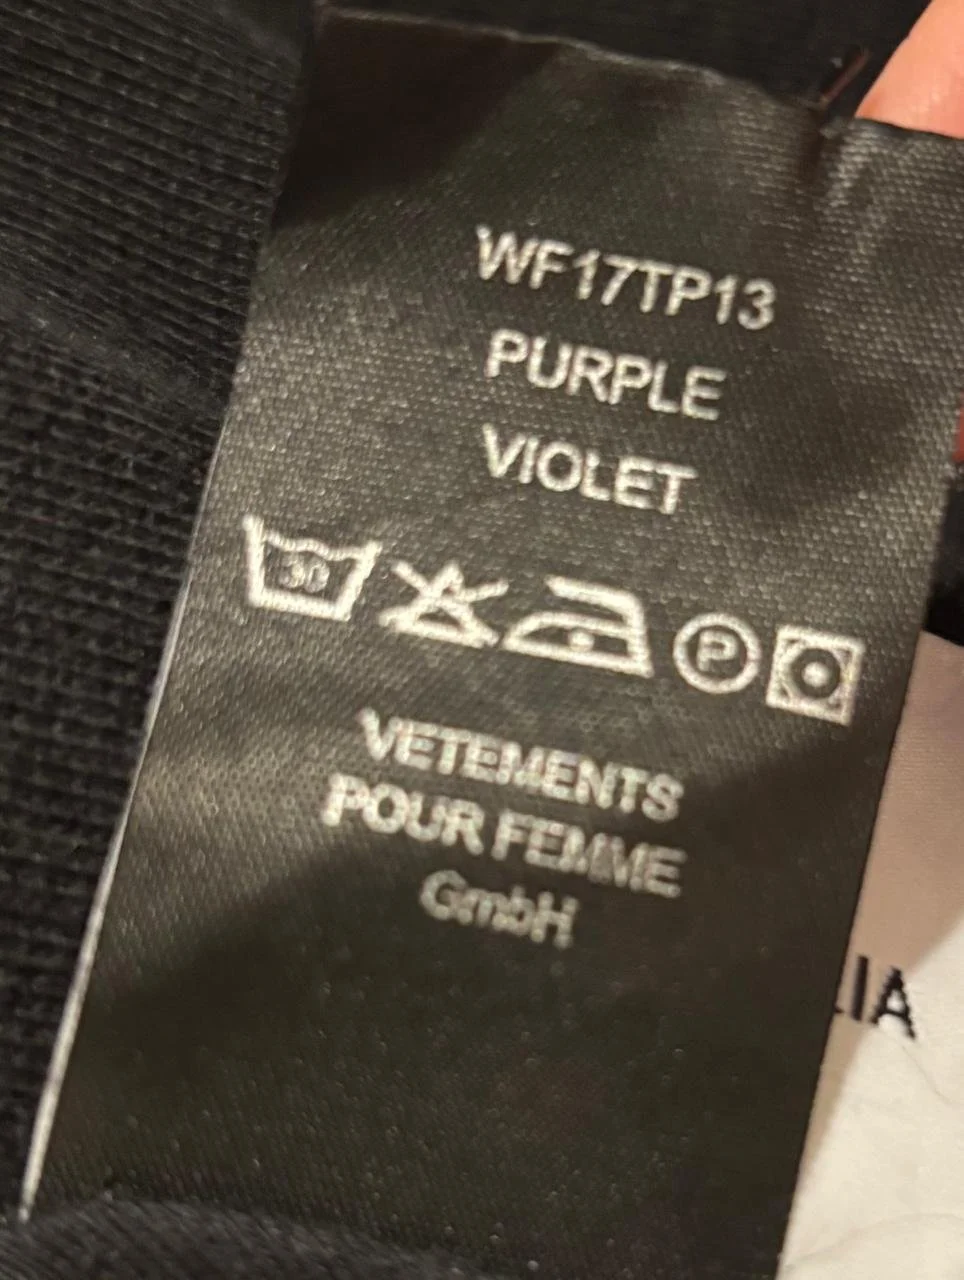 WF17TP13
PURPLE
VIOLET
30
P
VETEMENTS
POUR FEMME
GmbH
LIA